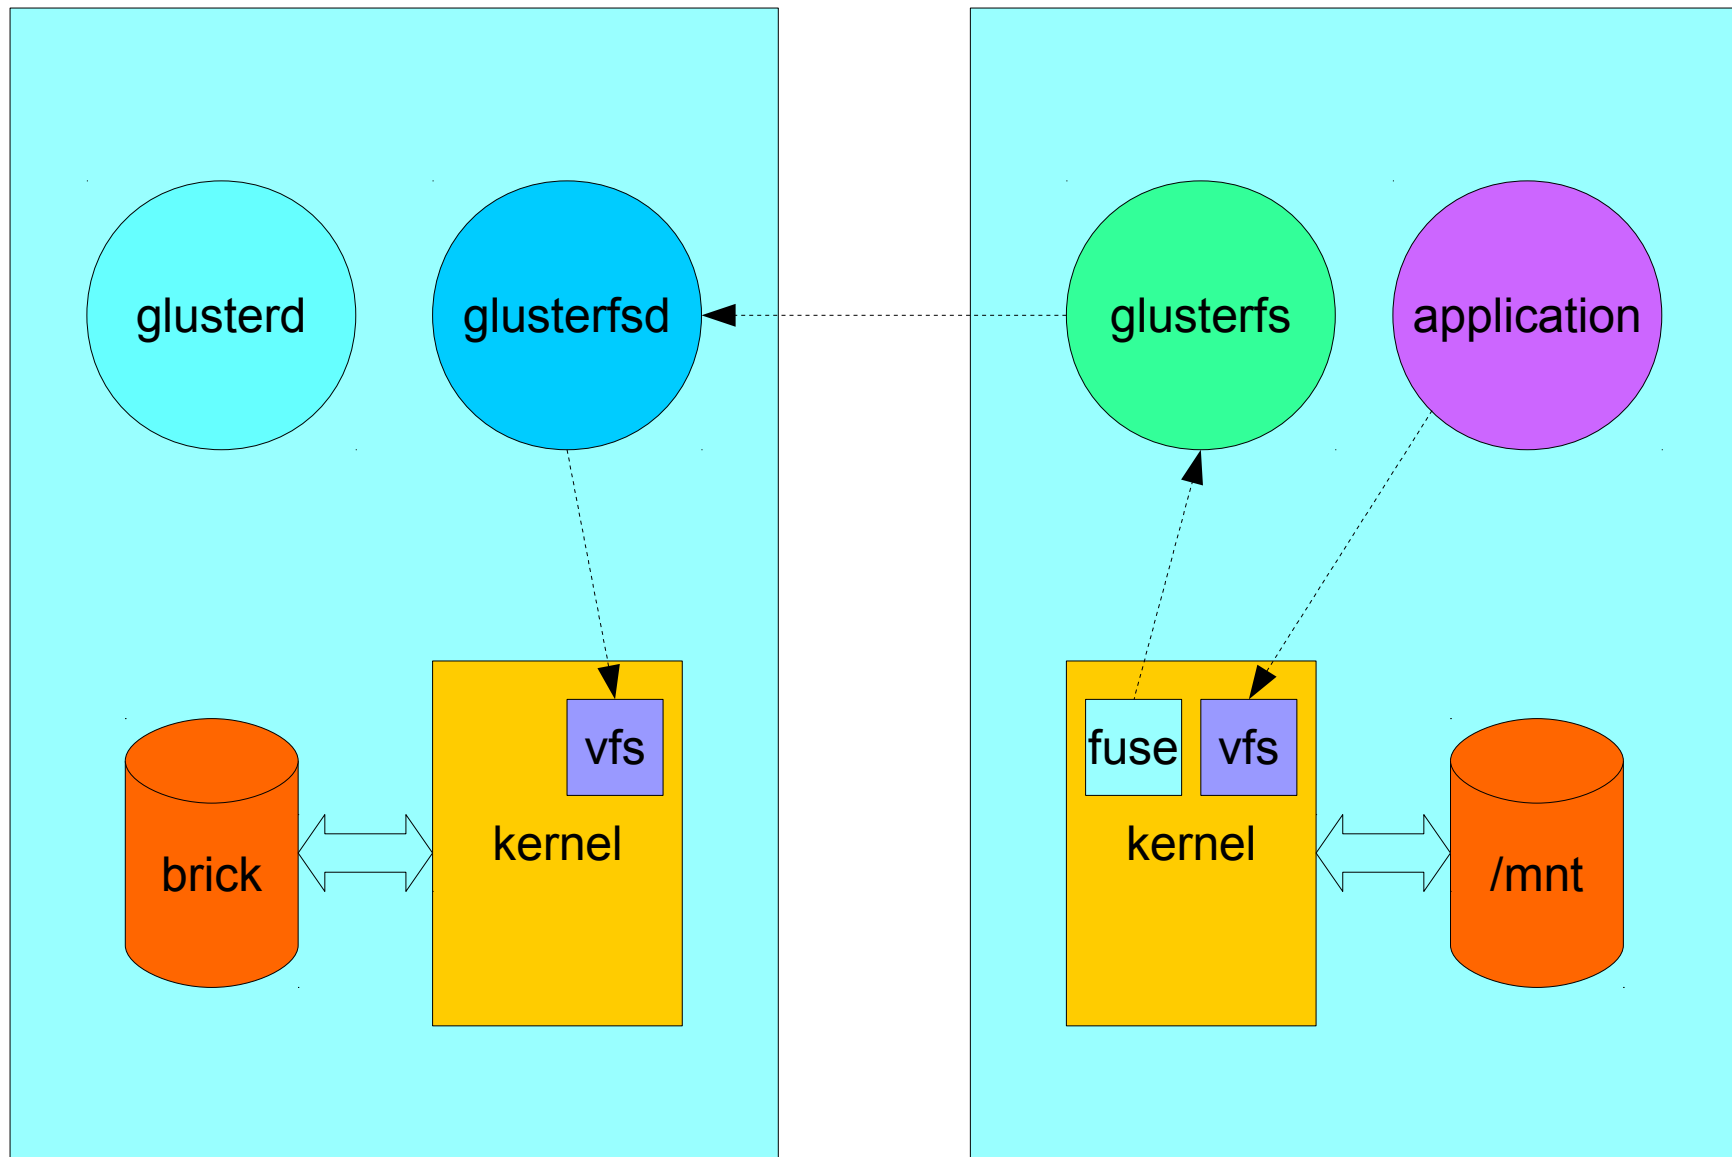 glusterd
glusterfsd
glusterfs
application
vfs
fuse
vfs
kernel
kernel
brick
/mnt